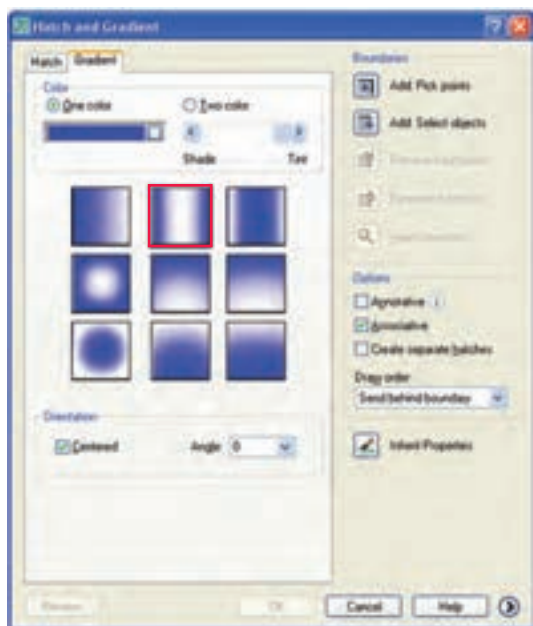 Hatch and Gradient
Hatch
Gradient
Color
One color
Two color
Shade
Tint
Orientation
Centered
Angle
0
Boundaries
Add: Pick points
Add: Select objects
Options
Annotative
Associative
Create separate hatches
Draw order
Send behind boundary
Inherit Properties
Preview
OK
Cancel
Help